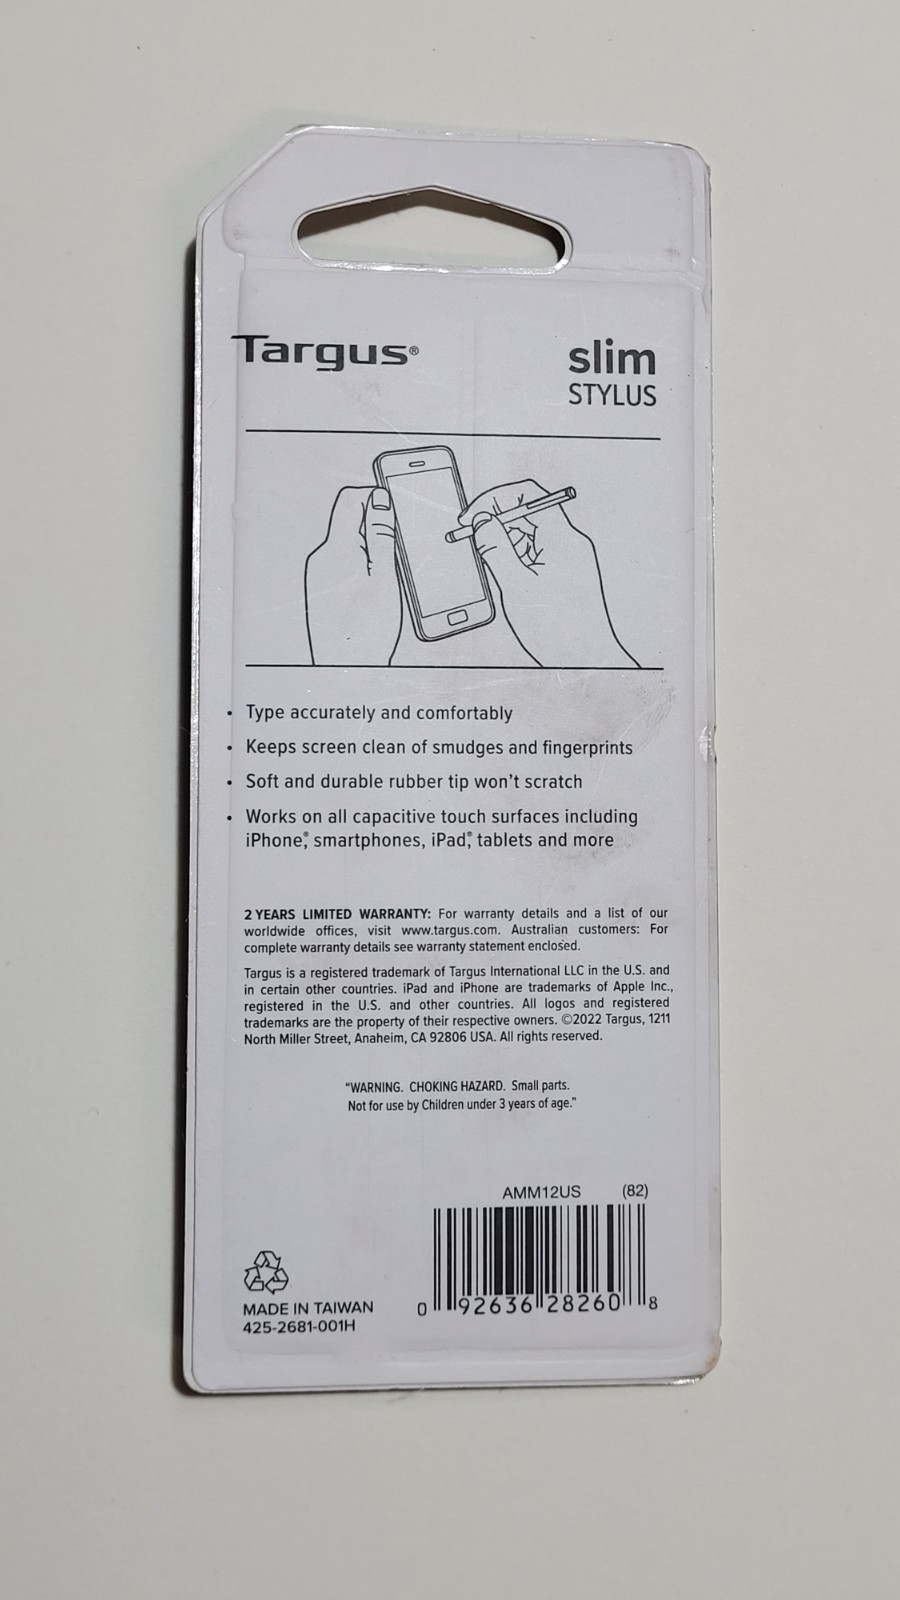 Targus®
slim
STYLUS
• Type accurately and comfortably
• Keeps screen clean of smudges and fingerprints
• Soft and durable rubber tip won't scratch
• Works on all capacitive touch surfaces including
iPhone®, smartphones, iPad®, tablets and more
2 YEARS LIMITED WARRANTY: For warranty details and a list of our
worldwide offices, visit www.targus.com. Australian customers: For
complete warranty details see warranty statement enclosed.
Targus is a registered trademark of Targus International LLC in the U.S. and
in certain other countries. iPad and iPhone are trademarks of Apple Inc.,
registered in the U.S. and other countries. All logos and registered
trademarks are the property of their respective owners. ©2022 Targus, 1211
North Miller Street, Anaheim, CA 92806 USA. All rights reserved.
“WARNING. CHOKING HAZARD. Small parts.
Not for use by Children under 3 years of age.”
AMM12US (82)
0 92636 28260 8
MADE IN TAIWAN
425-2681-001H